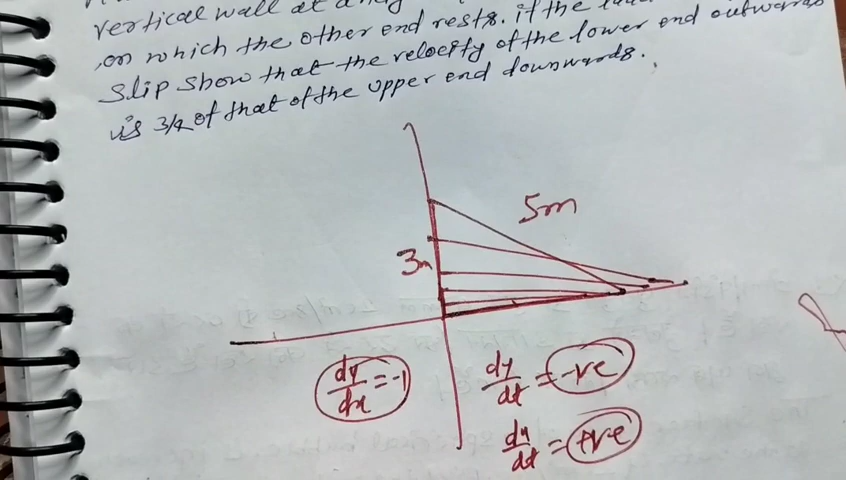 vertical wall at a
,on which the other end rests. if the
slip show that the velocity of the lower end outwards
is 3/4 of that of the upper end downwards.
5m
3m
dy/dx = -1
dy/dt = -ve
dy/dt = +ve